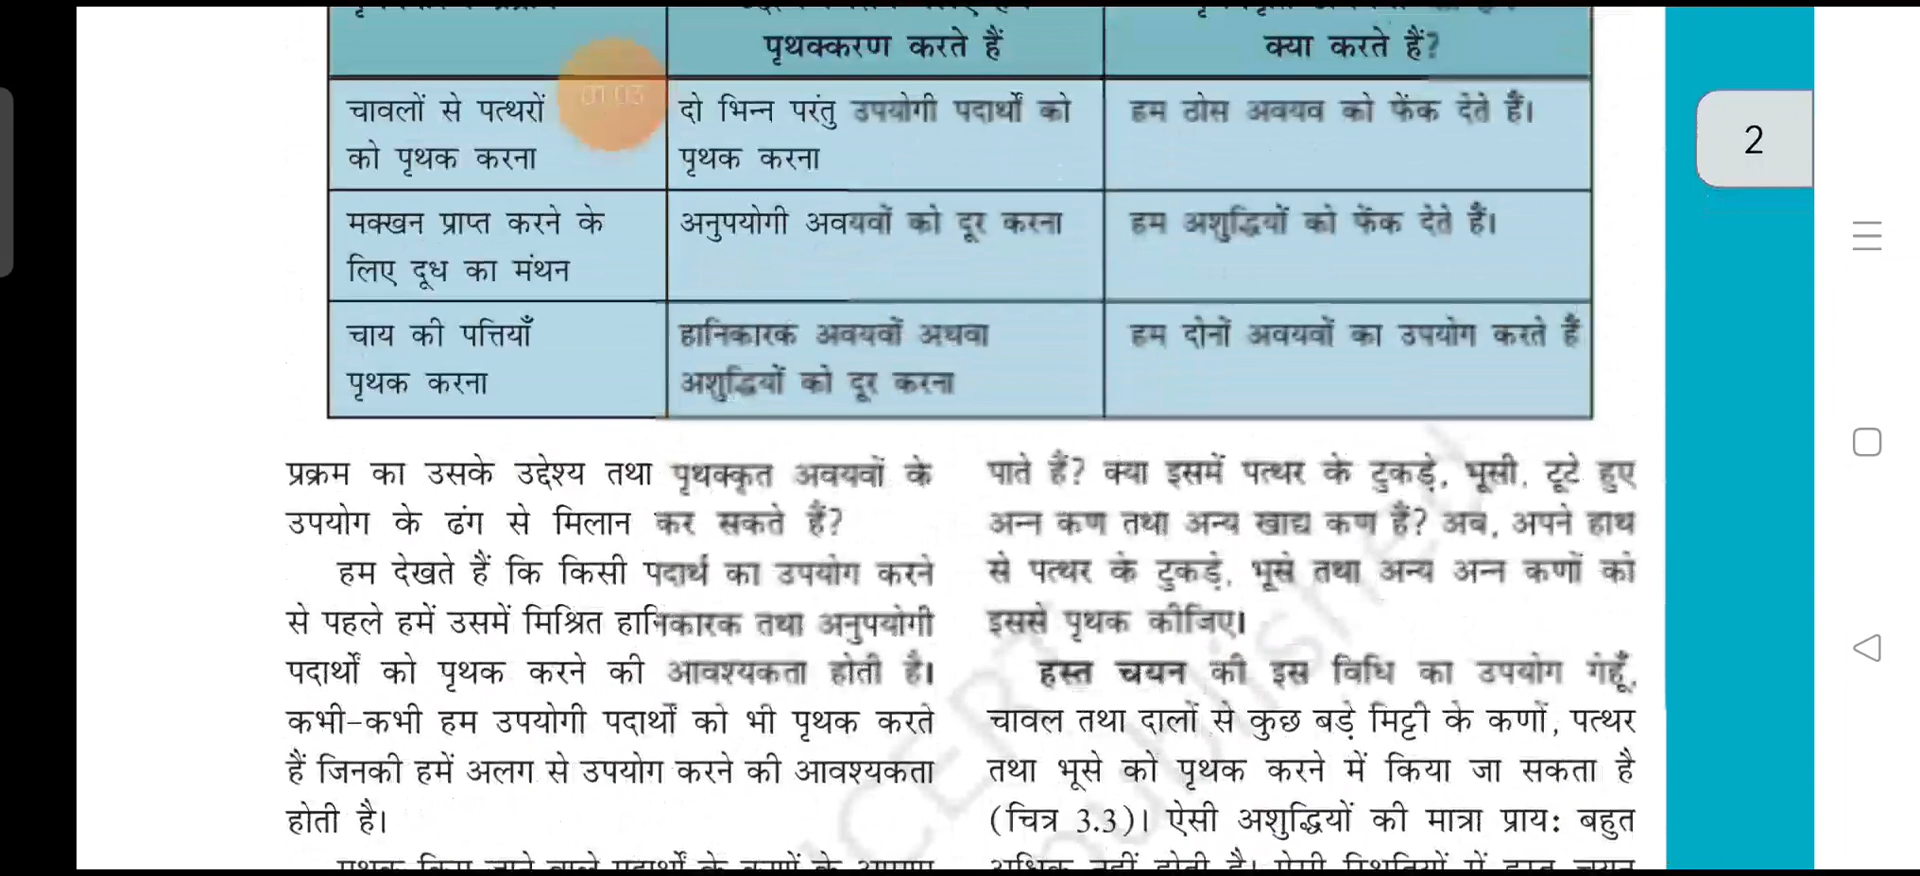 पृथक्करण करते हैं
क्या करते हैं?
01:03
2
चावलों से पत्थरों
को पृथक करना
दो भिन्न परंतु उपयोगी पदार्थों को
पृथक करना
हम ठोस अवयव को फेंक देते हैं।
मक्खन प्राप्त करने के
लिए दूध का मंथन
अनुपयोगी अवयवों को दूर करना
हम अशुद्धियों को फेंक देते हैं।
चाय की पत्तियाँ
पृथक करना
हानिकारक अवयवों अथवा
अशुद्धियों को दूर करना
हम दोनों अवयवों का उपयोग करते हैं
प्रक्रम का उसके उद्देश्य तथा पृथक्कृत अवयवों के
उपयोग के ढंग से मिलान कर सकते हैं?
हम देखते हैं कि किसी पदार्थ का उपयोग करने
से पहले हमें उसमें मिश्रित हानिकारक तथा अनुपयोगी
पदार्थों को पृथक करने की आवश्यकता होती है।
कभी-कभी हम उपयोगी पदार्थों को भी पृथक करते
हैं जिनकी हमें अलग से उपयोग करने की आवश्यकता
होती है।
पाते हैं? क्या इसमें पत्थर के टुकड़े, भूसी, टूटे हुए
अन्न कण तथा अन्य खाद्य कण हैं? अब, अपने हाथ
से पत्थर के टुकड़े, भूसे तथा अन्य अन्न कणों को
इससे पृथक कीजिए।
हस्त चयन की इस विधि का उपयोग गेहूँ,
चावल तथा दालों से कुछ बड़े मिट्टी के कणों, पत्थर
तथा भूसे को पृथक करने में किया जा सकता है
(चित्र 3.3)। ऐसी अशुद्धियों की मात्रा प्राय: बहुत